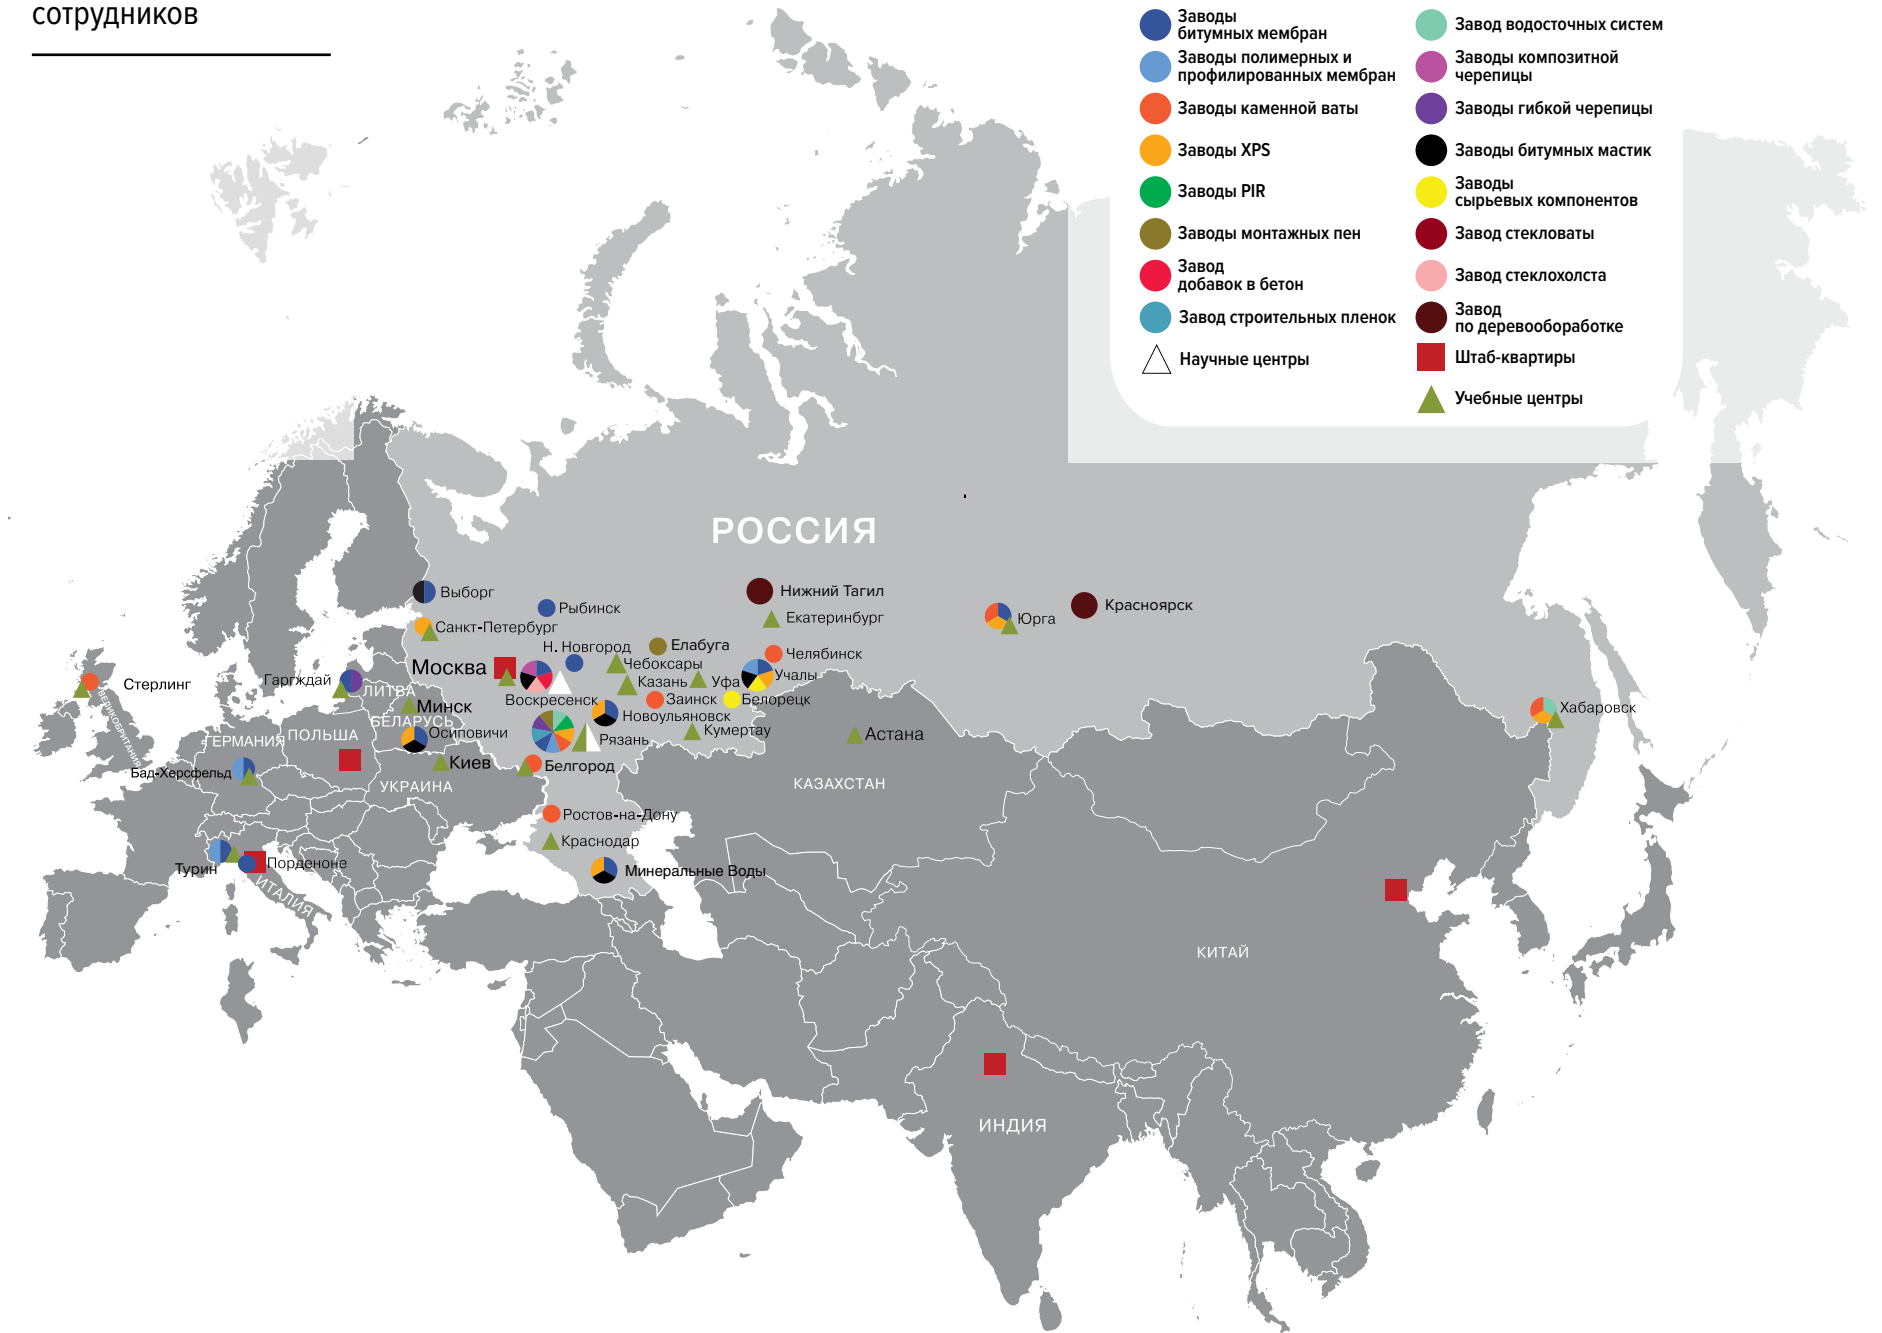 сотрудников
Заводы
битумных мембран
Заводы полимерных и
профилированных мембран
Заводы каменной ваты
Заводы XPS
Заводы PIR
Заводы монтажных пен
Завод
добавок в бетон
Завод строительных пленок
Научные центры
Завод водосточных систем
Заводы композитной
черепицы
Заводы гибкой черепицы
Заводы битумных мастик
Заводы
сырьевых компонентов
Завод стекловаты
Завод стеклохолста
Завод
по деревообоработке
Штаб-квартиры
Учебные центры
РОССИЯ
Выборг
Рыбинск
Нижний Тагил
Красноярск
Екатеринбург
Юрга
Санкт-Петербург
Н. Новгород
Елабуга
Челябинск
Москва
Чебоксары
Казань
Уфа
Учалы
Гаргждай
Стерлинг
ЛИТВА
Воскресенск
Заинск
Белорецк
Минск
Новоульяновск
Хабаровск
ВЕЛИКОБРИТАНИЯ
БЕЛАРУСЬ
Осиповичи
Кумертау
Астана
ГЕРМАНИЯ
ПОЛЬША
Рязань
Киев
Белгород
Бад-Херсфельд
УКРАИНА
КАЗАХСТАН
Ростов-на-Дону
Краснодар
Турин
Порденоне
Минеральные Воды
ИТАЛИЯ
КИТАЙ
ИНДИЯ